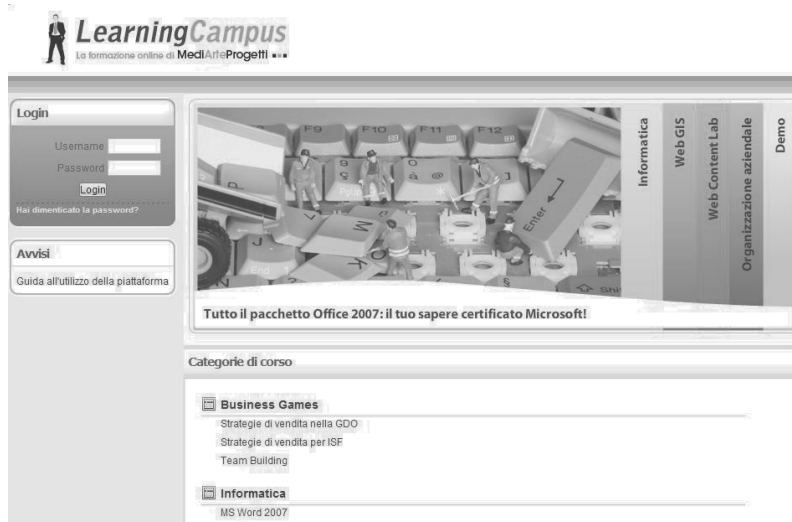 LearningCampus
La formazione online di MediArteProgetti
Login
Username
Password
Login
Hai dimenticato la password?
Avvisi
Guida all'utilizzo della piattaforma
F9 F10 F11 F12
Enter
End
Informatica
Web GIS
Web Content Lab
Organizzazione aziendale
Demo
Tutto il pacchetto Office 2007: il tuo sapere certificato Microsoft!
Categorie di corso
Business Games
Strategie di vendita nella GDO
Strategie di vendita per ISF
Team Building
Informatica
MS Word 2007